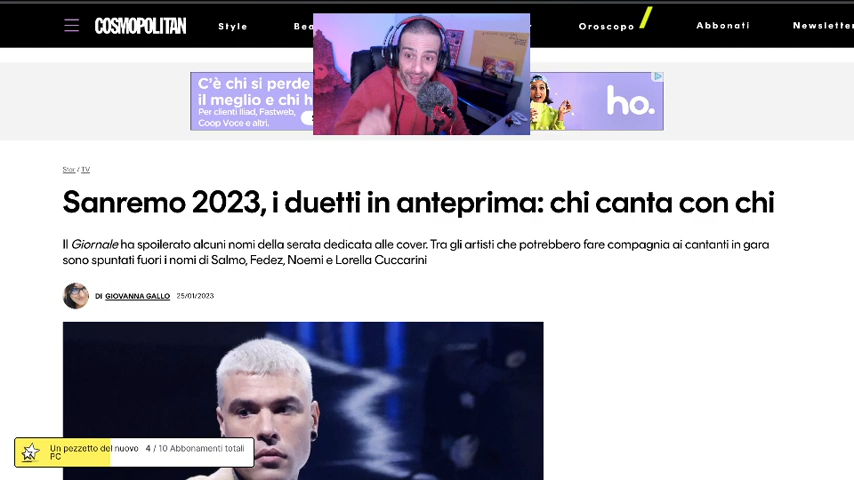 COSMOPOLITAN
Style
Bea
Oroscopo
Abbonati
Newsletter
C'è chi si perde
il meglio e chi h
Per clienti Iliad, Fastweb,
Coop Voce e altri.
ho.
Star / TV
Sanremo 2023, i duetti in anteprima: chi canta con chi
Il Giornale ha spoilerato alcuni nomi della serata dedicata alle cover. Tra gli artisti che potrebbero fare compagnia ai cantanti in gara
sono spuntati fuori i nomi di Salmo, Fedez, Noemi e Lorella Cuccarini
DI GIOVANNA GALLO 25/01/2023
Un pezzetto del nuovo 4 / 10 Abbonamenti totali
PC